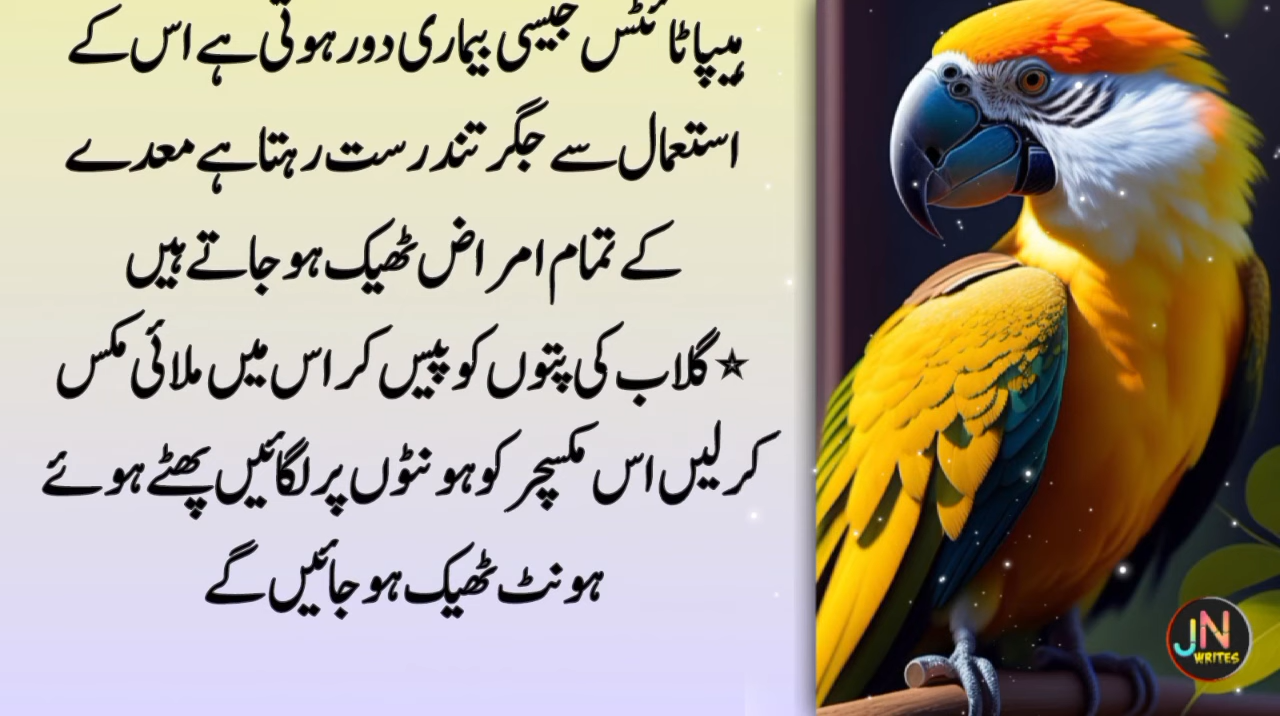 ہیپاٹائٹس جیسی بیماری دور ہوتی ہے اس کے
استعمال سے جگر تندرست رہتا ہے معدے
کے تمام امراض ٹھیک ہو جاتے ہیں
☆ گلاب کی پتوں کو پیس کر اس میں ملائی مکس
کر لیں اس مکسچر کو ہونٹوں پر لگائیں پھٹے ہوئے
ہونٹ ٹھیک ہو جائیں گے
JN
WRITES